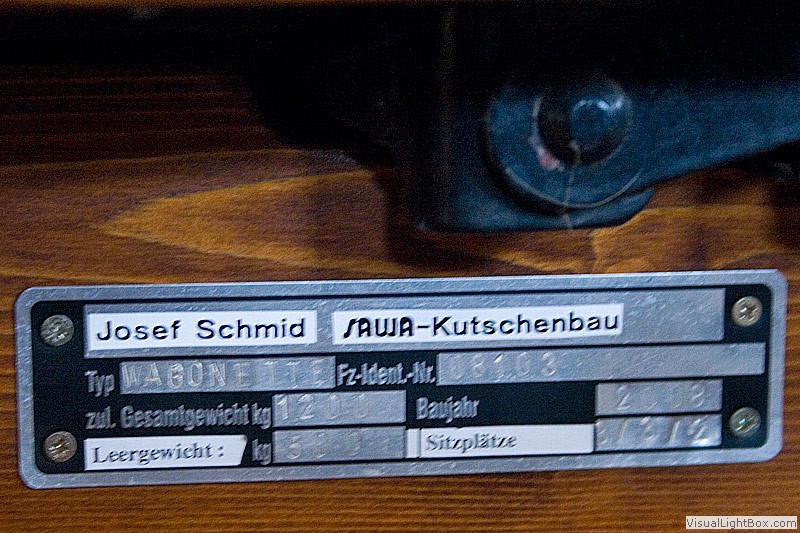 Josef Schmid SAWA-Kutschenbau
Typ WAGONETTE Fz-Ident.-Nr. 08103
zul. Gesamtgewicht kg 1200 Baujahr
Leergewicht : kg Sitzplätze
VisualLightBox.com